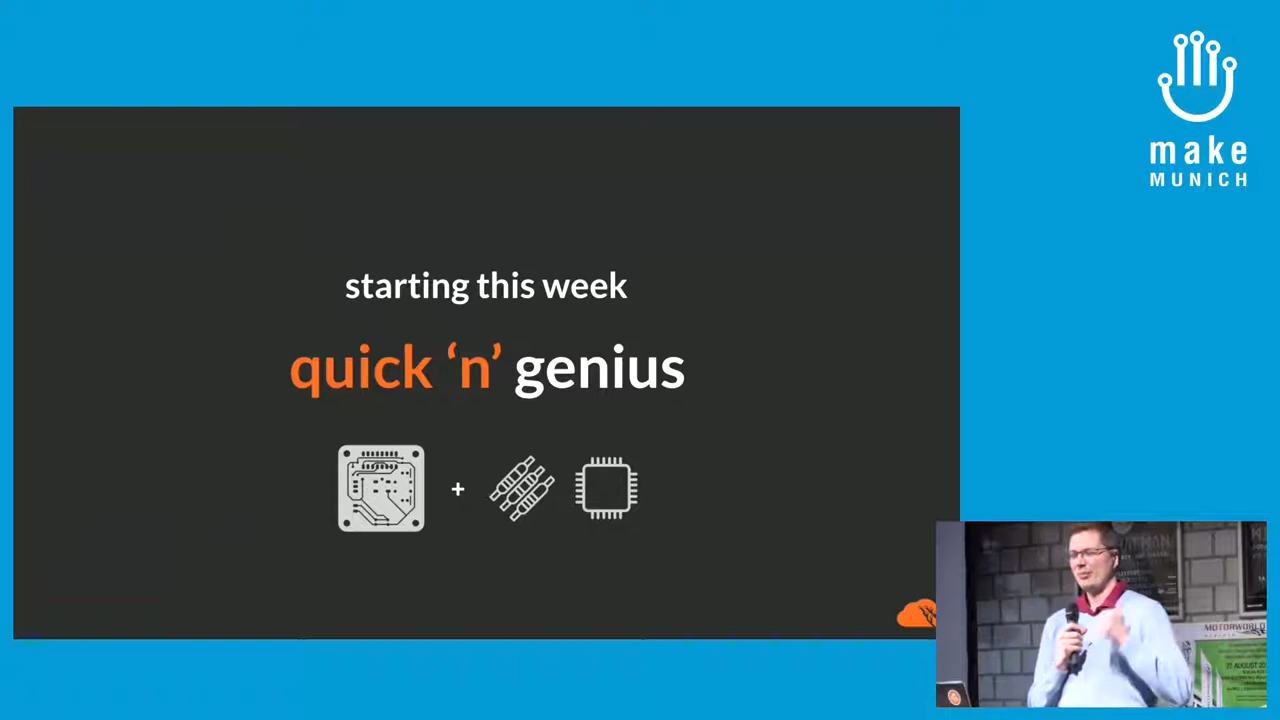 make
MUNICH
starting this week
quick ‘n’ genius
+
MOTORWORLD